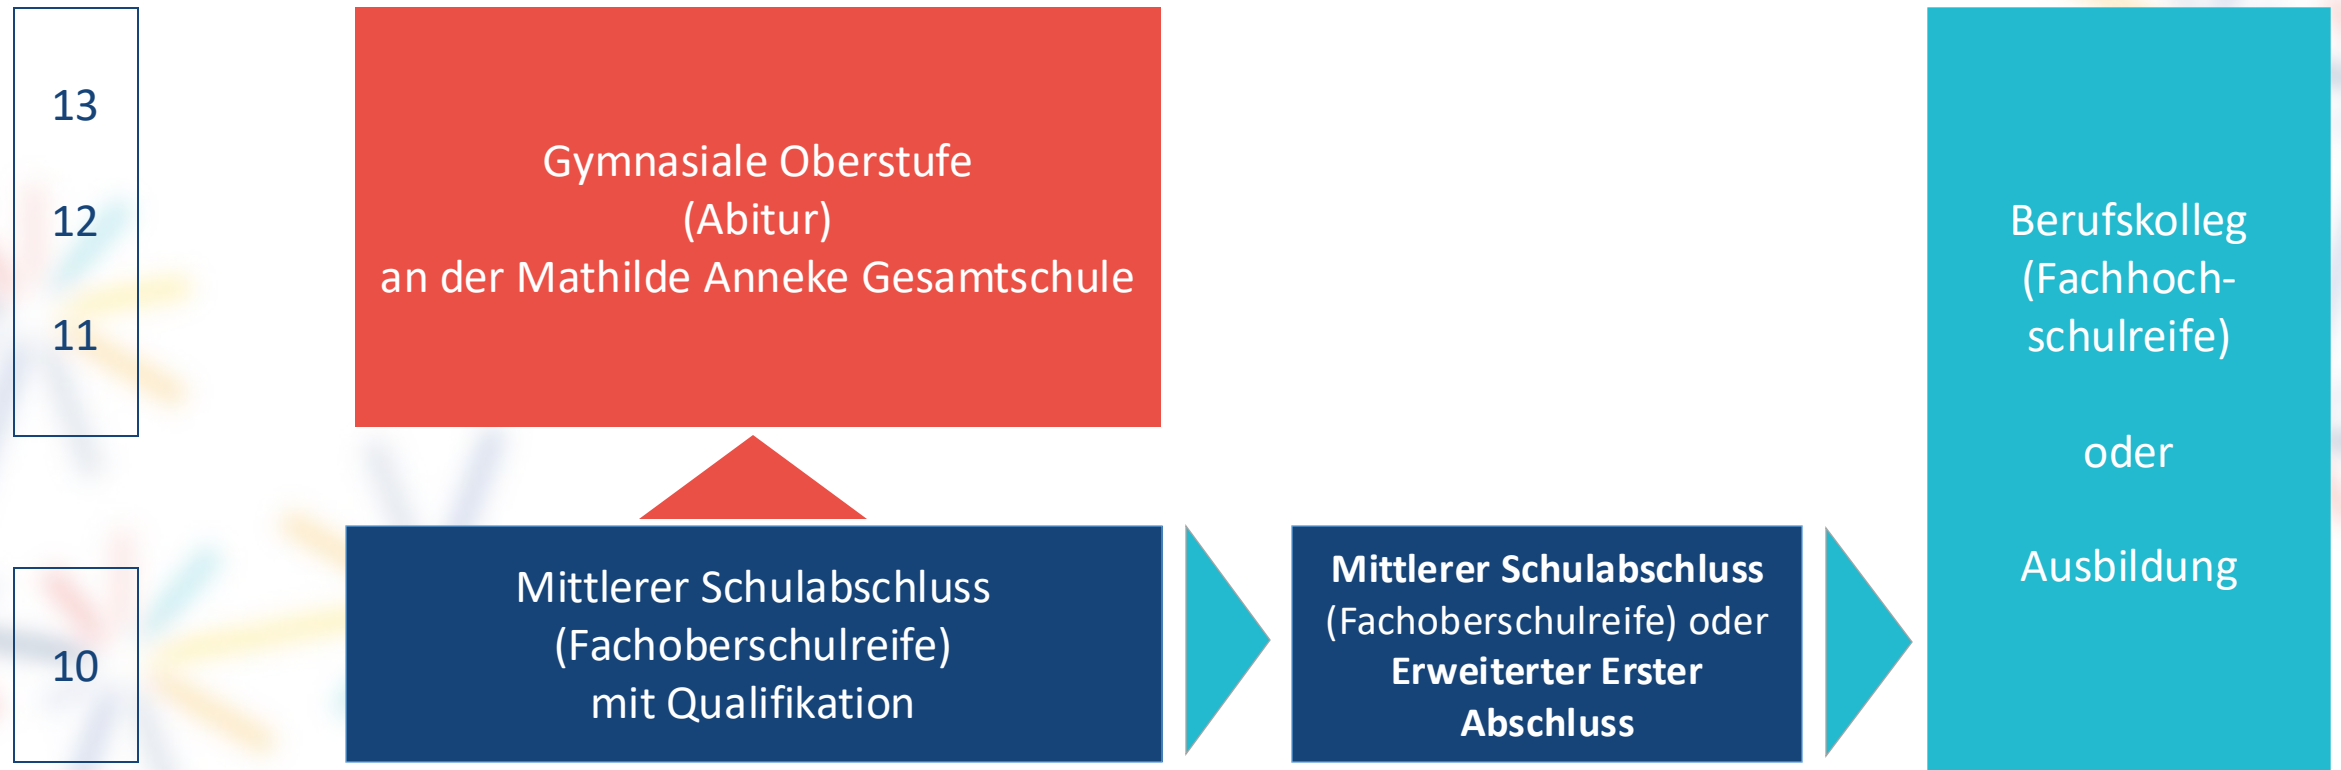 13
12
11
10
Gymnasiale Oberstufe
(Abitur)
an der Mathilde Anneke Gesamtschule
Mittlerer Schulabschluss
(Fachoberschulreife)
mit Qualifikation
Mittlerer Schulabschluss
(Fachoberschulreife) oder
Erweiterter Erster
Abschluss
Berufskolleg
(Fachhoch-
schulreife)
oder
Ausbildung